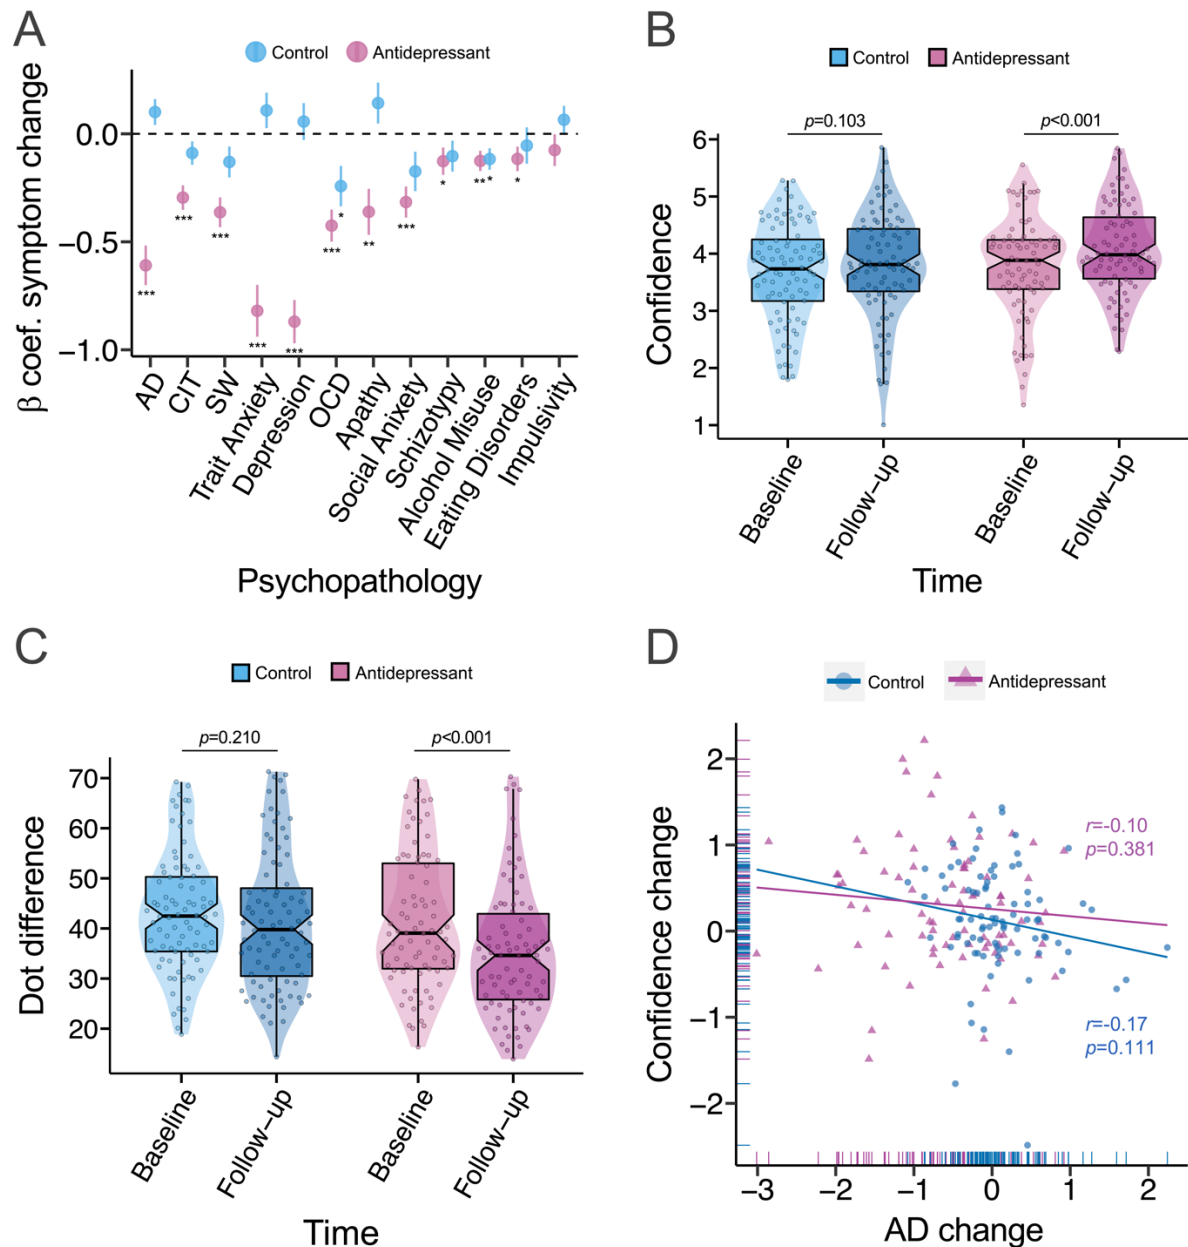 A
Control
Antidepressant
β coef. symptom change
0.0
−0.5
−1.0
***
***
***
***
***
***
*
**
***
*
**
*
*
AD
CIT
SW
Trait Anxiety
Depression
OCD
Apathy
Social Anixety
Schizotypy
Alcohol Misuse
Eating Disorders
Impulsivity
Psychopathology
B
Control
Antidepressant
p=0.103
p<0.001
Confidence
6
5
4
3
2
1
Baseline
Follow−up
Baseline
Follow−up
Time
C
Control
Antidepressant
p=0.210
p<0.001
Dot difference
70
60
50
40
30
20
Baseline
Follow−up
Baseline
Follow−up
Time
D
Control
Antidepressant
Confidence change
2
1
0
−1
−2
r=-0.10
p=0.381
r=-0.17
p=0.111
−3
−2
−1
0
1
2
AD change